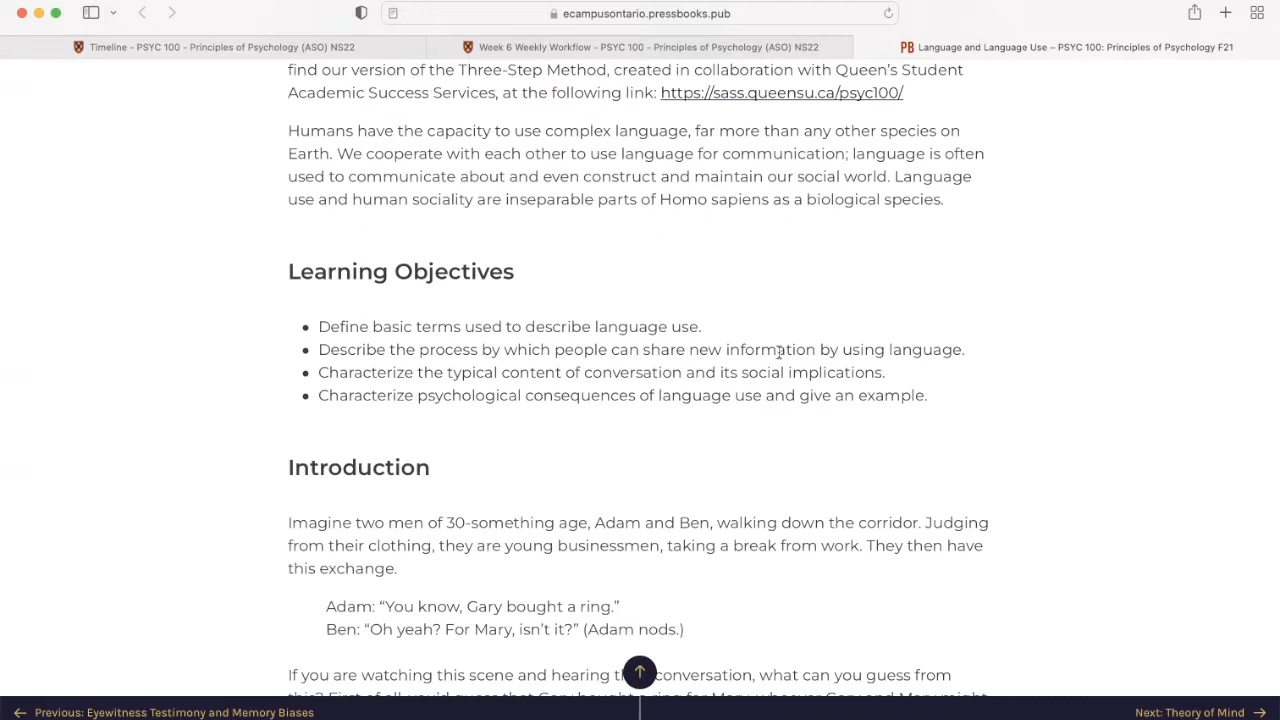 ecampusontario.pressbooks.pub
Timeline - PSYC 100 - Principles of Psychology (ASO) NS22
Week 6 Weekly Workflow - PSYC 100 - Principles of Psychology (ASO) NS22
PB Language and Language Use – PSYC 100: Principles of Psychology F21
find our version of the Three-Step Method, created in collaboration with Queen's Student
Academic Success Services, at the following link: https://sass.queensu.ca/psyc100/
Humans have the capacity to use complex language, far more than any other species on
Earth. We cooperate with each other to use language for communication; language is often
used to communicate about and even construct and maintain our social world. Language
use and human sociality are inseparable parts of Homo sapiens as a biological species.
Learning Objectives
• Define basic terms used to describe language use.
• Describe the process by which people can share new information by using language.
• Characterize the typical content of conversation and its social implications.
• Characterize psychological consequences of language use and give an example.
Introduction
Imagine two men of 30-something age, Adam and Ben, walking down the corridor. Judging
from their clothing, they are young businessmen, taking a break from work. They then have
this exchange.
Adam: “You know, Gary bought a ring.”
Ben: “Oh yeah? For Mary, isn’t it?” (Adam nods.)
If you are watching this scene and hearing conversation, what can you guess from
← Previous: Eyewitness Testimony and Memory Biases
Next: Theory of Mind →